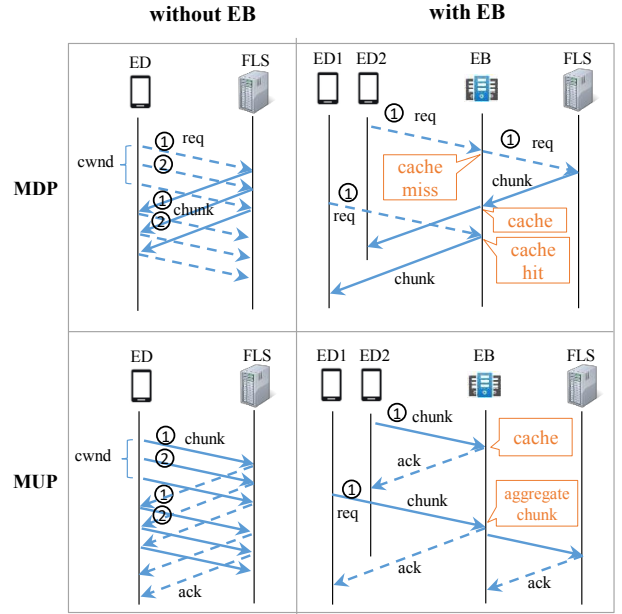 without EB
with EB
MDP
ED
FLS
① req
②
cwnd
① chunk
②
ED1 ED2 EB FLS
① req
① req
cache
miss
chunk
①
req
cache
cache
hit
chunk
MUP
ED
FLS
① chunk
②
cwnd
①
②
ack
ED1 ED2 EB FLS
① chunk
cache
ack
①
req
chunk
aggregate
chunk
ack
ack